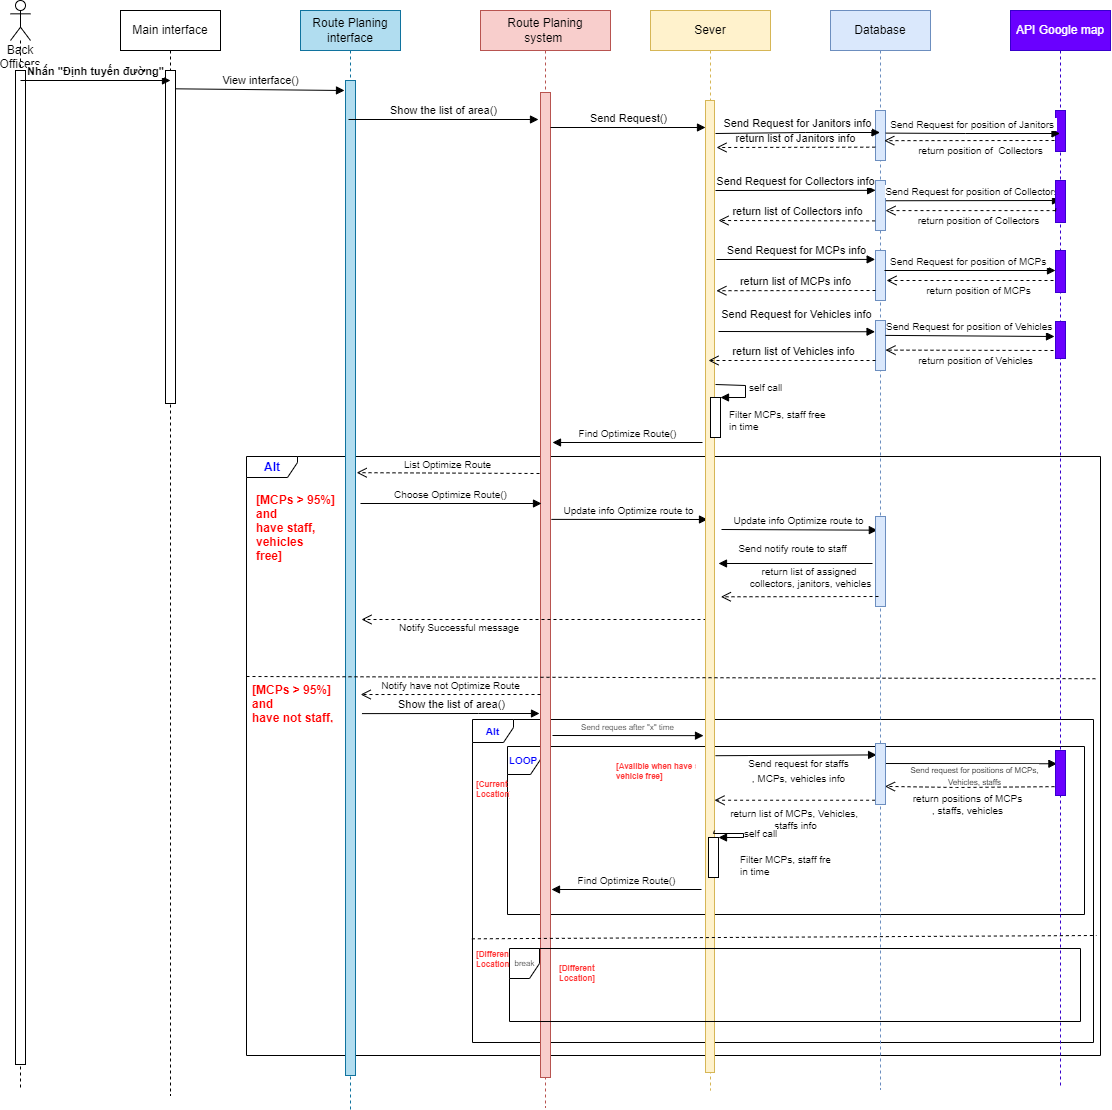 Back
Officers
Main interface
Route Planing
interface
Route Planing
system
Sever
Database
API Google map
Nhấn "Định tuyến đường"
View interface()
Show the list of area()
Send Request()
Send Request for Janitors info
return list of Janitors info
Send Request for position of Janitors
return position of  Collectors
Send Request for Collectors info
return list of Collectors info
Send Request for position of Collectors
return position of Collectors
Send Request for MCPs info
return list of MCPs info
Send Request for position of MCPs
return position of MCPs
Send Request for Vehicles info
return list of Vehicles info
Send Request for position of Vehicles
return position of Vehicles
self call
Filter MCPs, staff free
in time
Find Optimize Route()
Alt
List Optimize Route
[MCPs > 95%]
and
have staff,
vehicles
free]
Choose Optimize Route()
Update info Optimize route to
Update info Optimize route to
Send notify route to staff
return list of assigned
collectors, janitors, vehicles
Notify Successful message
[MCPs > 95%]
and
have not staff.
Notify have not Optimize Route
Show the list of area()
Alt
Send reques after "x" time
LOOP
[Current
Location]
[Availble when have
vehicle free]
Send request for staffs
, MCPs, vehicles info
Send request for positions of MCPs,
Vehicles, staffs
return positions of MCPs
, staffs, vehicles
return list of MCPs, Vehicles,
staffs info
self call
Filter MCPs, staff fre
in time
Find Optimize Route()
[Different
Location]
break
[Different
Location]